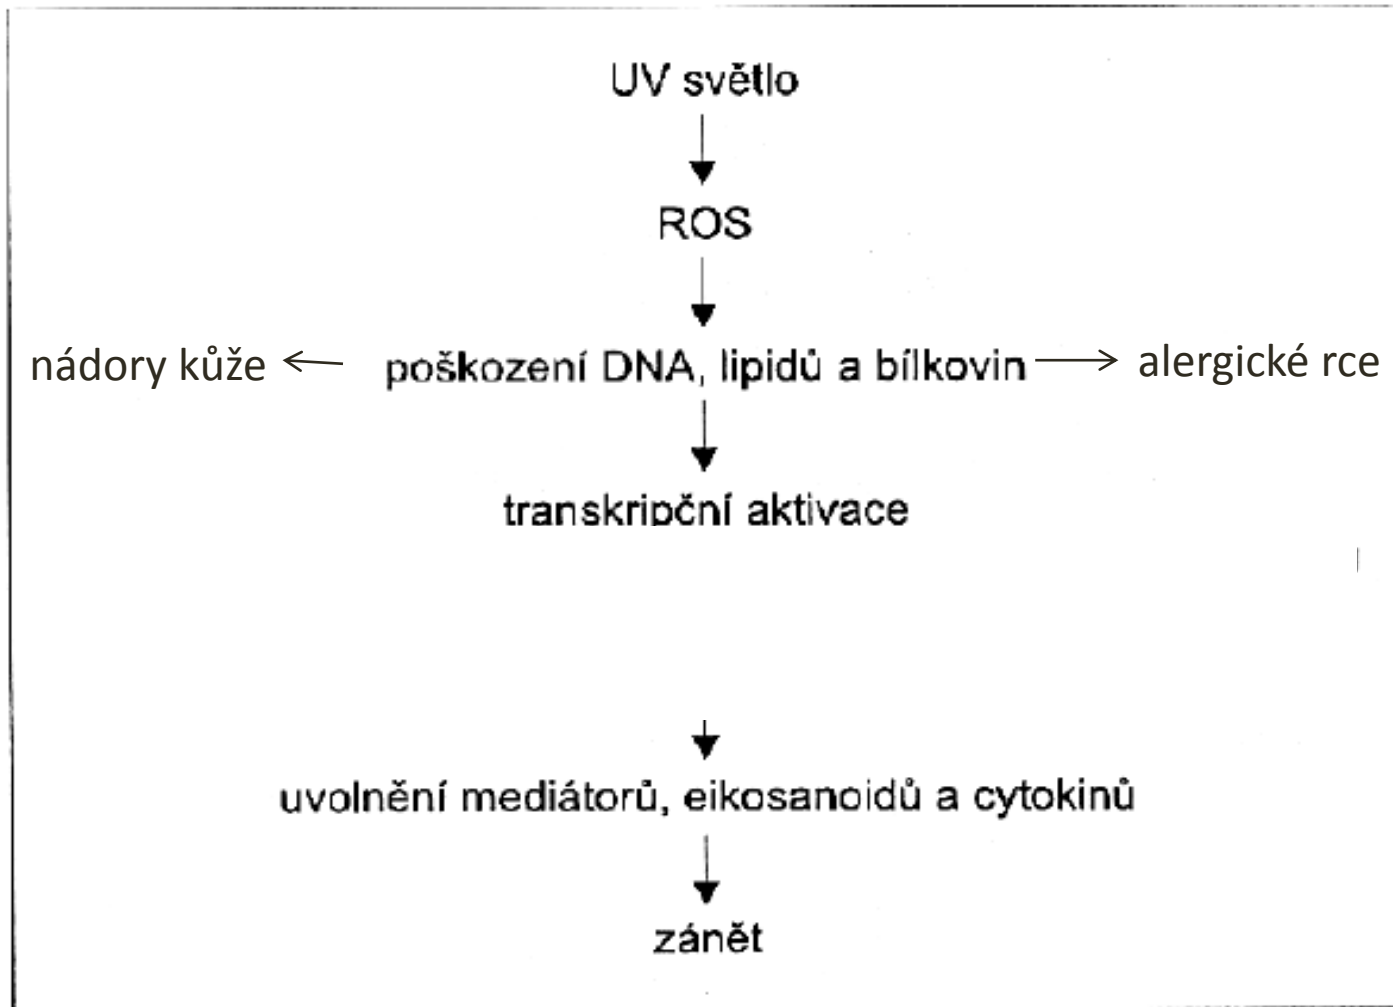 UV světlo
ROS
nádory kůže
poškození DNA, lipidů a bílkovin
alergické rce
transkripční aktivace
uvolnění mediátorů, eikosanoidů a cytokinů
zánět